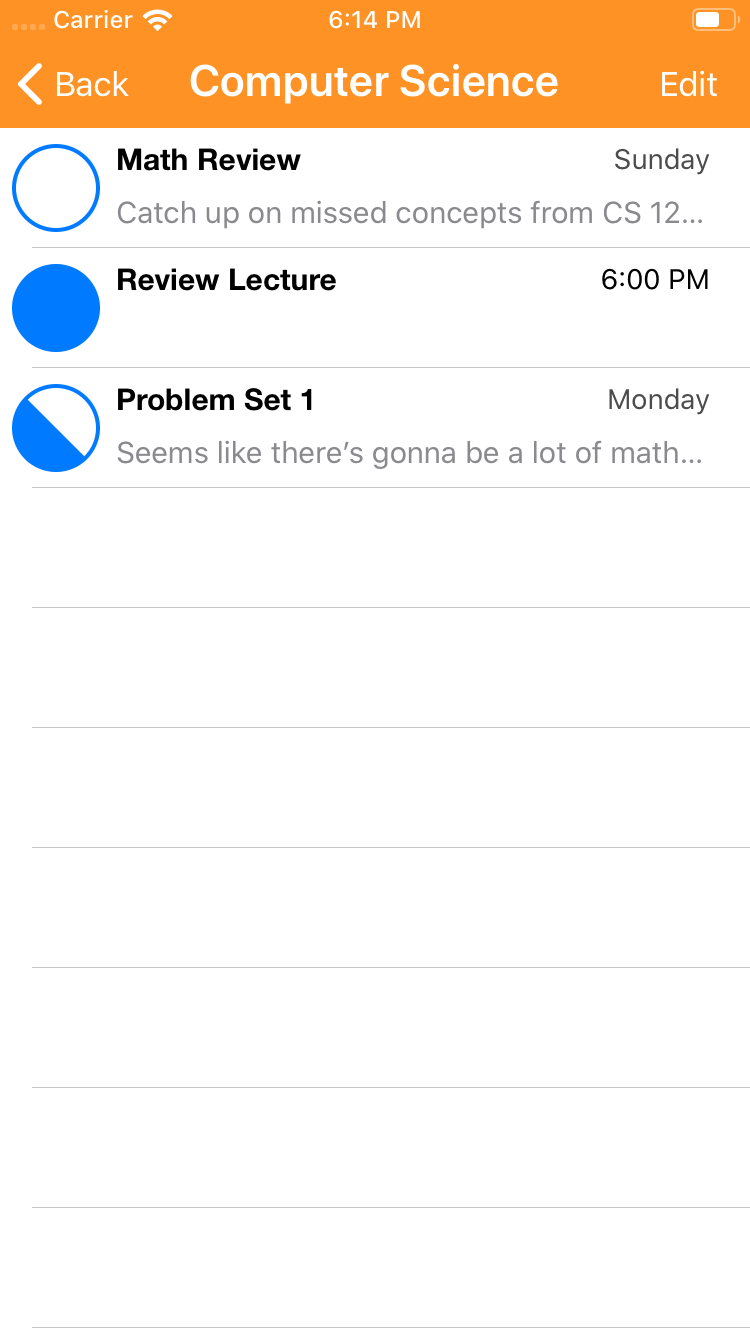 Carrier 6:14 PM
Back Computer Science Edit
Math Review Sunday
Catch up on missed concepts from CS 12...
Review Lecture 6:00 PM
Problem Set 1 Monday
Seems like there’s gonna be a lot of math...